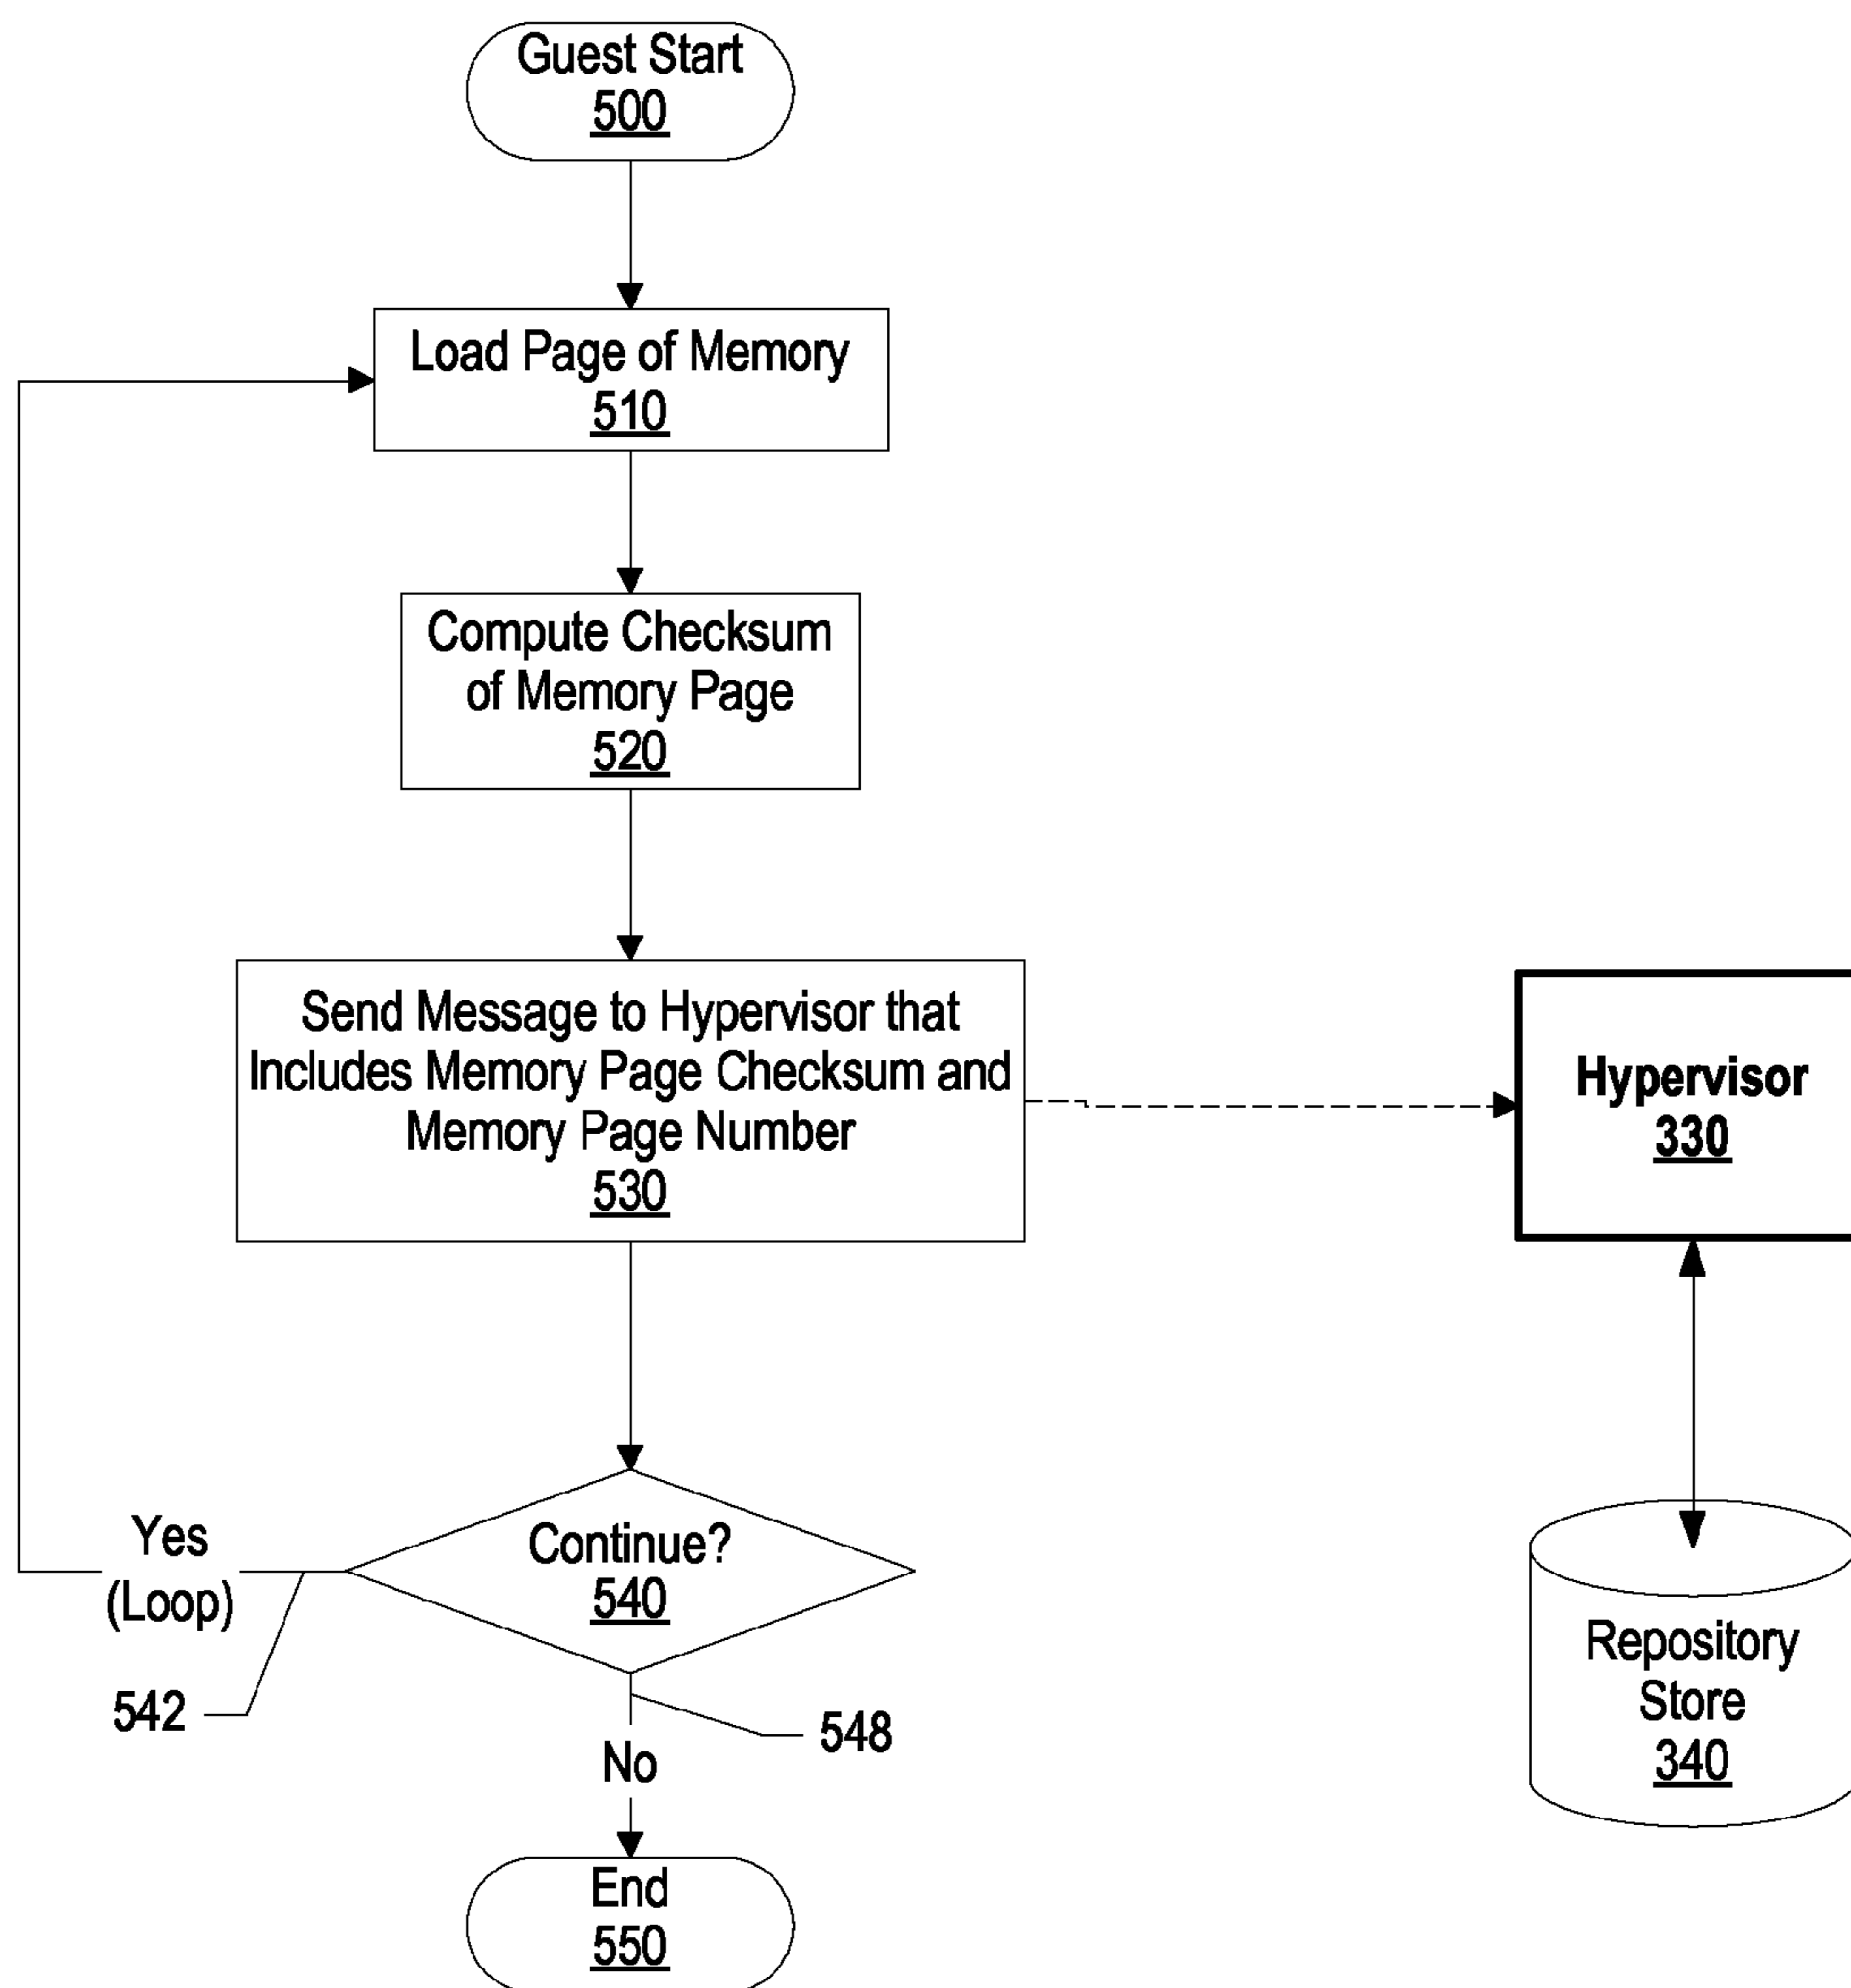 Guest Start
500
Load Page of Memory
510
Compute Checksum
of Memory Page
520
Send Message to Hypervisor that
Includes Memory Page Checksum and
Memory Page Number
530
Hypervisor
330
Continue?
540
Yes
(Loop)
542
548
No
Repository
Store
340
End
550